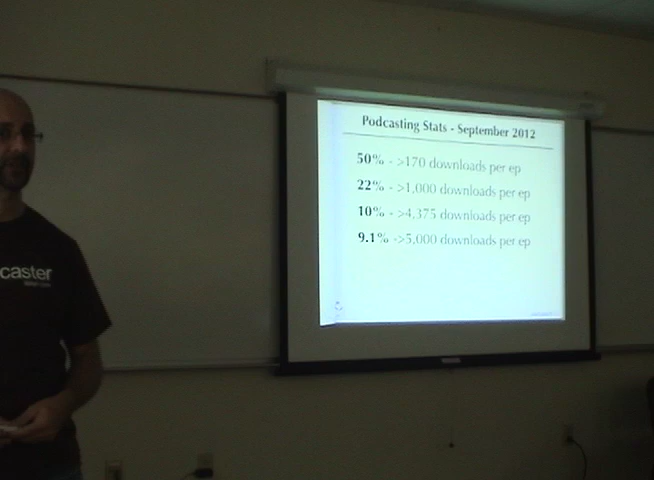 Podcasting Stats - September 2012
50% - >170 downloads per ep
22% - >1,000 downloads per ep
10% - >4,375 downloads per ep
9.1% ->5,000 downloads per ep
caster